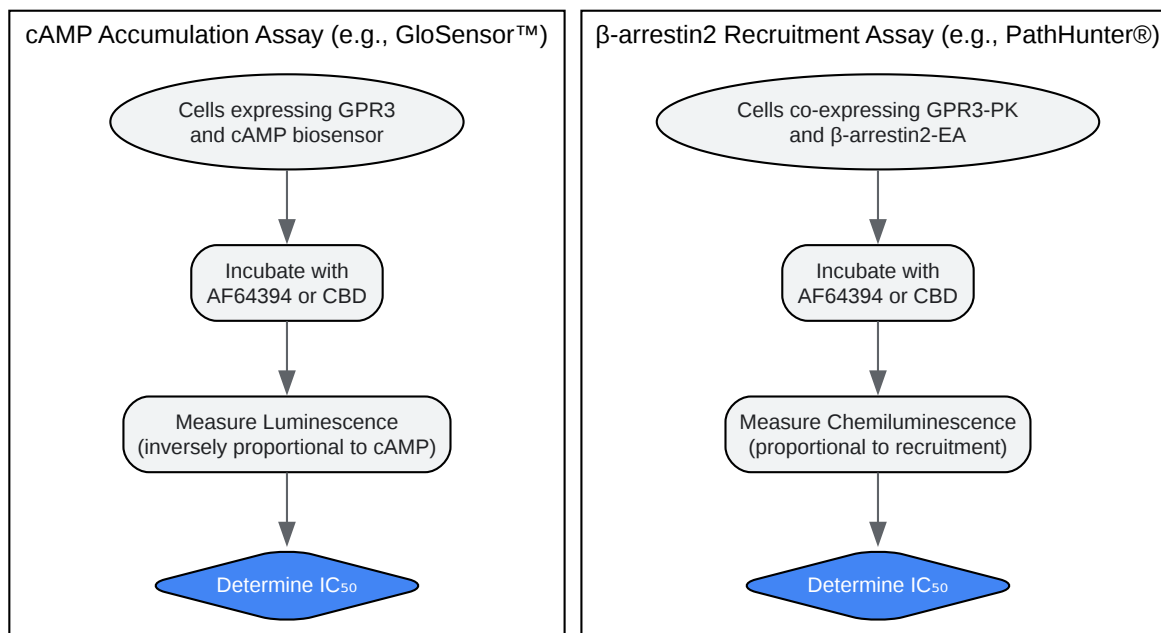 cAMP Accumulation Assay (e.g., GloSensor™)
Cells expressing GPR3
and cAMP biosensor
Incubate with
AF64394 or CBD
Measure Luminescence
(inversely proportional to cAMP)
Determine IC₅₀
β-arrestin2 Recruitment Assay (e.g., PathHunter®)
Cells co-expressing GPR3-PK
and β-arrestin2-EA
Incubate with
AF64394 or CBD
Measure Chemiluminescence
(proportional to recruitment)
Determine IC₅₀